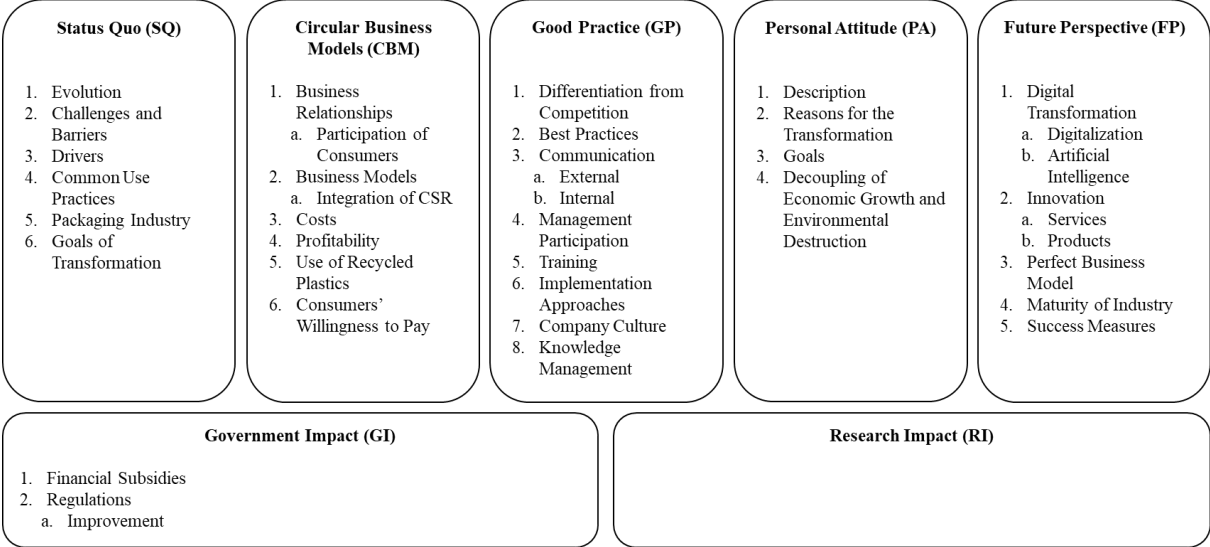 Status Quo (SQ)
1. Evolution
2. Challenges and
Barriers
3. Drivers
4. Common Use
Practices
5. Packaging Industry
6. Goals of
Transformation
Circular Business
Models (CBM)
1. Business
Relationships
a. Participation of
Consumers
2. Business Models
a. Integration of CSR
3. Costs
4. Profitability
5. Use of Recycled
Plastics
6. Consumers’
Willingness to Pay
Good Practice (GP)
1. Differentiation from
Competition
2. Best Practices
3. Communication
a. External
b. Internal
4. Management
Participation
5. Training
6. Implementation
Approaches
7. Company Culture
8. Knowledge
Management
Personal Attitude (PA)
1. Description
2. Reasons for the
Transformation
3. Goals
4. Decoupling of
Economic Growth and
Environmental
Destruction
Future Perspective (FP)
1. Digital
Transformation
a. Digitalization
b. Artificial
Intelligence
2. Innovation
a. Services
b. Products
3. Perfect Business
Model
4. Maturity of Industry
5. Success Measures
Government Impact (GI)
1. Financial Subsidies
2. Regulations
a. Improvement
Research Impact (RI)